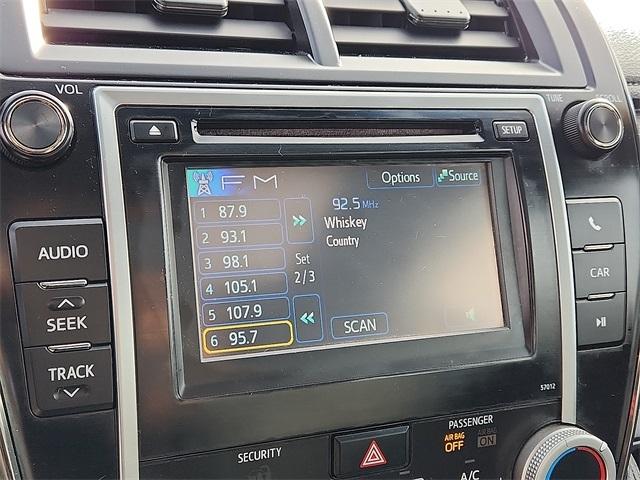 VOL
TUNE SCROLL
SETUP
FM
Options
Source
1 87.9
2 93.1
3 98.1
4 105.1
5 107.9
6 95.7
92.5 MHz
Whiskey
Country
Set
2/3
SCAN
AUDIO
SEEK
TRACK
CAR
57012
SECURITY
PASSENGER
AIR BAG
OFF
AIR BAG
ON
A/C